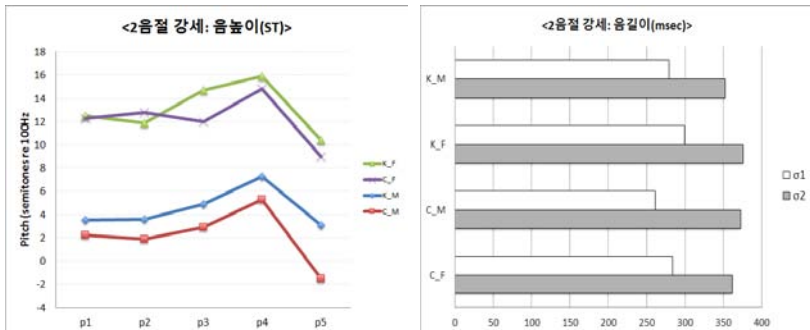 <2음절 강세: 음높이(ST)>
Pitch (semitones re 100Hz
18
16
14
12
10
8
6
4
2
0
-2
-4
p1 p2 p3 p4 p5
K_F
C_F
K_M
C_M
<2음절 강세: 음길이(msec)>
K_M
K_F
C_M
C_F
0 50 100 150 200 250 300 350 400
σ1
σ2